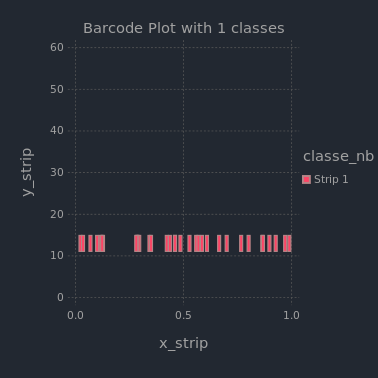 Barcode Plot with 1 classes
60
50
40
30
20
10
0
y_strip
0.0
0.5
1.0
x_strip
classe_nb
Strip 1